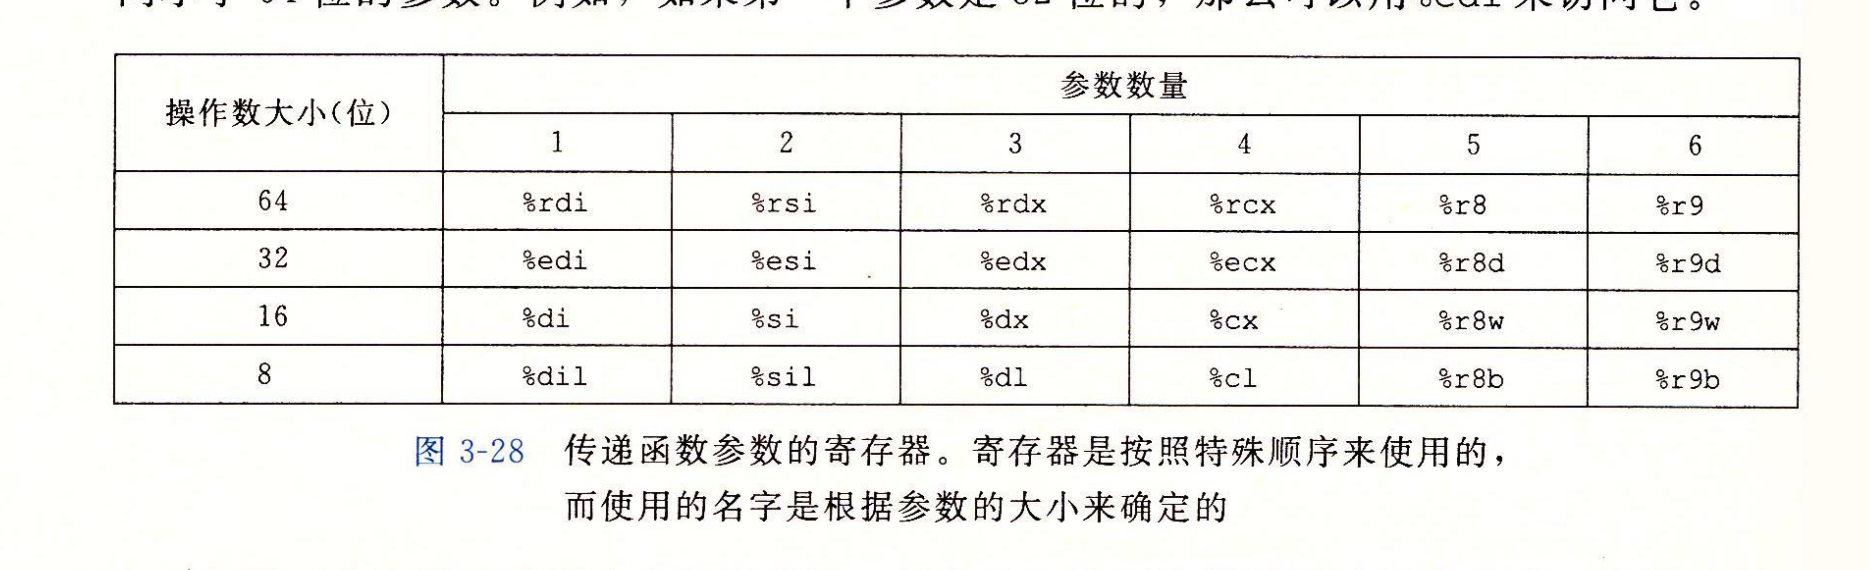 操作数大小(位) 参数数量
1 2 3 4 5 6
64 %rdi %rsi %rdx %rcx %r8 %r9
32 %edi %esi %edx %ecx %r8d %r9d
16 %di %si %dx %cx %r8w %r9w
8 %dil %sil %dl %cl %r8b %r9b
图 3-28 传递函数参数的寄存器。寄存器是按照特殊顺序来使用的，
而使用的名字是根据参数的大小来确定的